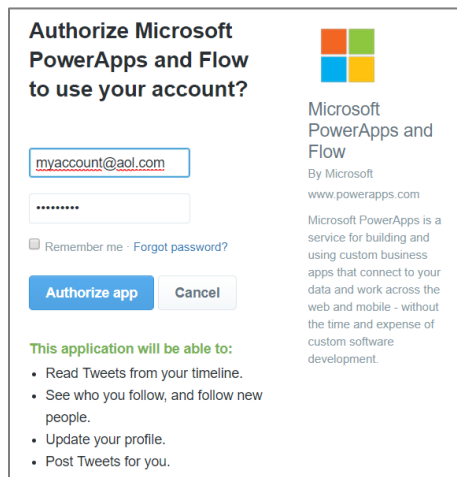 Authorize Microsoft
PowerApps and Flow
to use your account?
myaccount@aol.com
•••••••••
Remember me · Forgot password?
Authorize app
Cancel
This application will be able to:
• Read Tweets from your timeline.
• See who you follow, and follow new
people.
• Update your profile.
• Post Tweets for you.
Microsoft
PowerApps and
Flow
By Microsoft
www.powerapps.com
Microsoft PowerApps is a
service for building and
using custom business
apps that connect to your
data and work across the
web and mobile - without
the time and expense of
custom software
development.